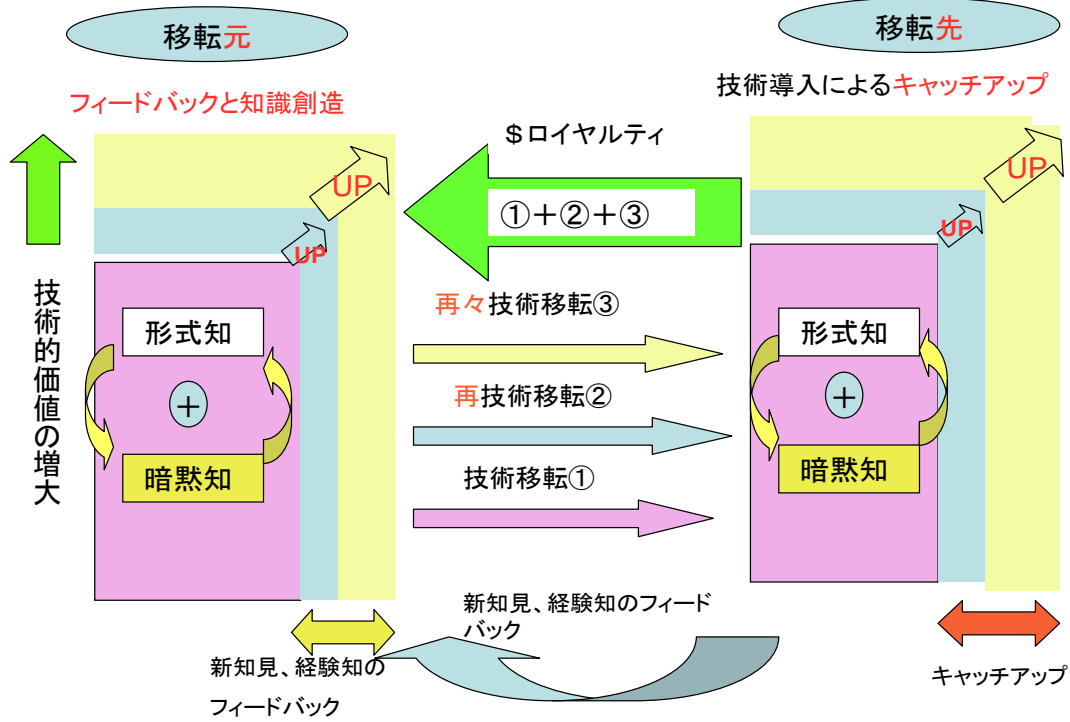 移転元
移転先
フィードバックと知識創造
技術導入によるキャッチアップ
＄ロイヤルティ
①＋②＋③
UP
UP
UP
UP
技術的価値の増大
形式知
＋
暗黙知
再々技術移転③
再技術移転②
技術移転①
形式知
＋
暗黙知
新知見、経験知のフィード
バック
新知見、経験知の
フィードバック
キャッチアップ